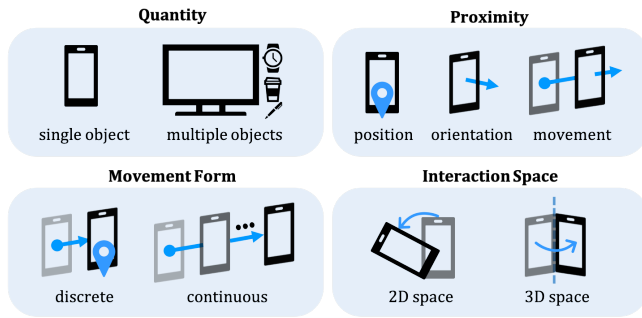 Quantity
Proximity
single object
multiple objects
position
orientation
movement
Movement Form
Interaction Space
discrete
continuous
2D space
3D space